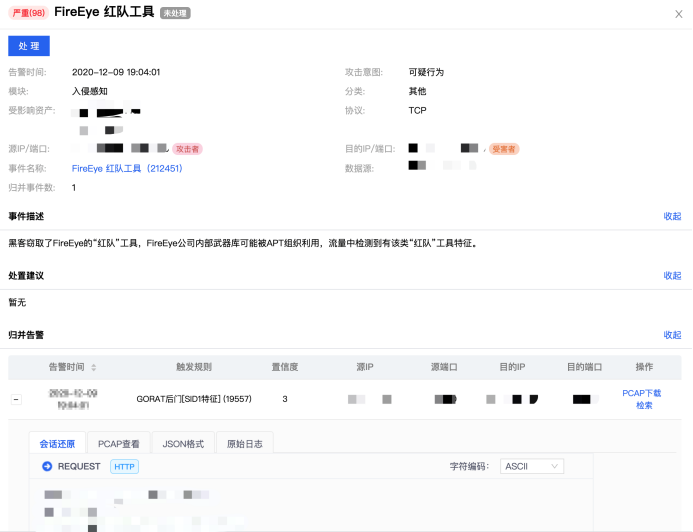 严重(98) FireEye 红队工具 未处理
处 理
告警时间: 2020-12-09 19:04:01 攻击意图: 可疑行为
模块: 入侵感知 分类: 其他
受影响资产: 协议: TCP
源IP/端口: 攻击者 目的IP/端口: 受害者
事件名称: FireEye 红队工具（212451） 数据源:
归并事件数: 1
事件描述 收起
黑客窃取了FireEye的“红队”工具，FireEye公司内部武器库可能被APT组织利用，流量中检测到有该类“红队”工具特征。
处置建议 收起
暂无
归并告警 收起
告警时间 触发规则 置信度 源IP 源端口 目的IP 目的端口 操作
GORAT后门[SID1特征] (19557) 3 PCAP下载
检索
会话还原 PCAP查看 JSON格式 原始日志
REQUEST HTTP 字符编码: ASCII